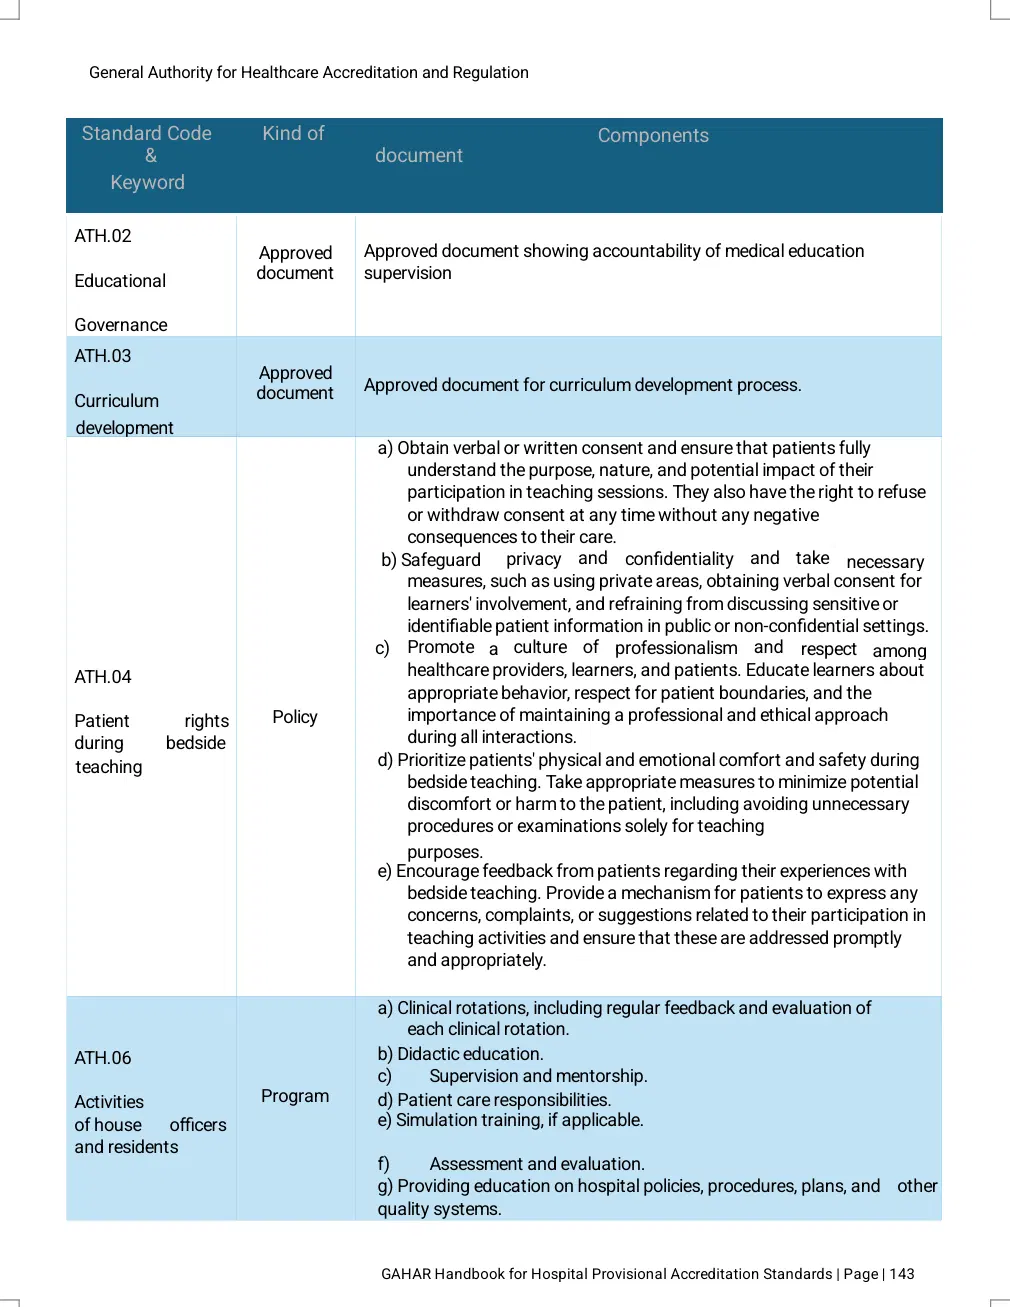 General Authority for Healthcare Accreditation and Regulation
Standard Code
&
Keyword
Kind of
document
Components
ATH.02
Educational
Governance
Approved
document
Approved document showing accountability of medical education
supervision
ATH.03
Curriculum
development
Approved
document
Approved document for curriculum development process.
ATH.04
Patient rights
during bedside
teaching
Policy
a) Obtain verbal or written consent and ensure that patients fully
understand the purpose, nature, and potential impact of their
participation in teaching sessions. They also have the right to refuse
or withdraw consent at any time without any negative
consequences to their care.
b) Safeguard privacy and confidentiality and take necessary
measures, such as using private areas, obtaining verbal consent for
learners' involvement, and refraining from discussing sensitive or
identifiable patient information in public or non-confidential settings.
c) Promote a culture of professionalism and respect among
healthcare providers, learners, and patients. Educate learners about
appropriate behavior, respect for patient boundaries, and the
importance of maintaining a professional and ethical approach
during all interactions.
d) Prioritize patients' physical and emotional comfort and safety during
bedside teaching. Take appropriate measures to minimize potential
discomfort or harm to the patient, including avoiding unnecessary
procedures or examinations solely for teaching
purposes.
e) Encourage feedback from patients regarding their experiences with
bedside teaching. Provide a mechanism for patients to express any
concerns, complaints, or suggestions related to their participation in
teaching activities and ensure that these are addressed promptly
and appropriately.
ATH.06
Activities
of house officers
and residents
Program
a) Clinical rotations, including regular feedback and evaluation of
each clinical rotation.
b) Didactic education.
c) Supervision and mentorship.
d) Patient care responsibilities.
e) Simulation training, if applicable.
f) Assessment and evaluation.
g) Providing education on hospital policies, procedures, plans, and other
quality systems.
GAHAR Handbook for Hospital Provisional Accreditation Standards | Page | 143